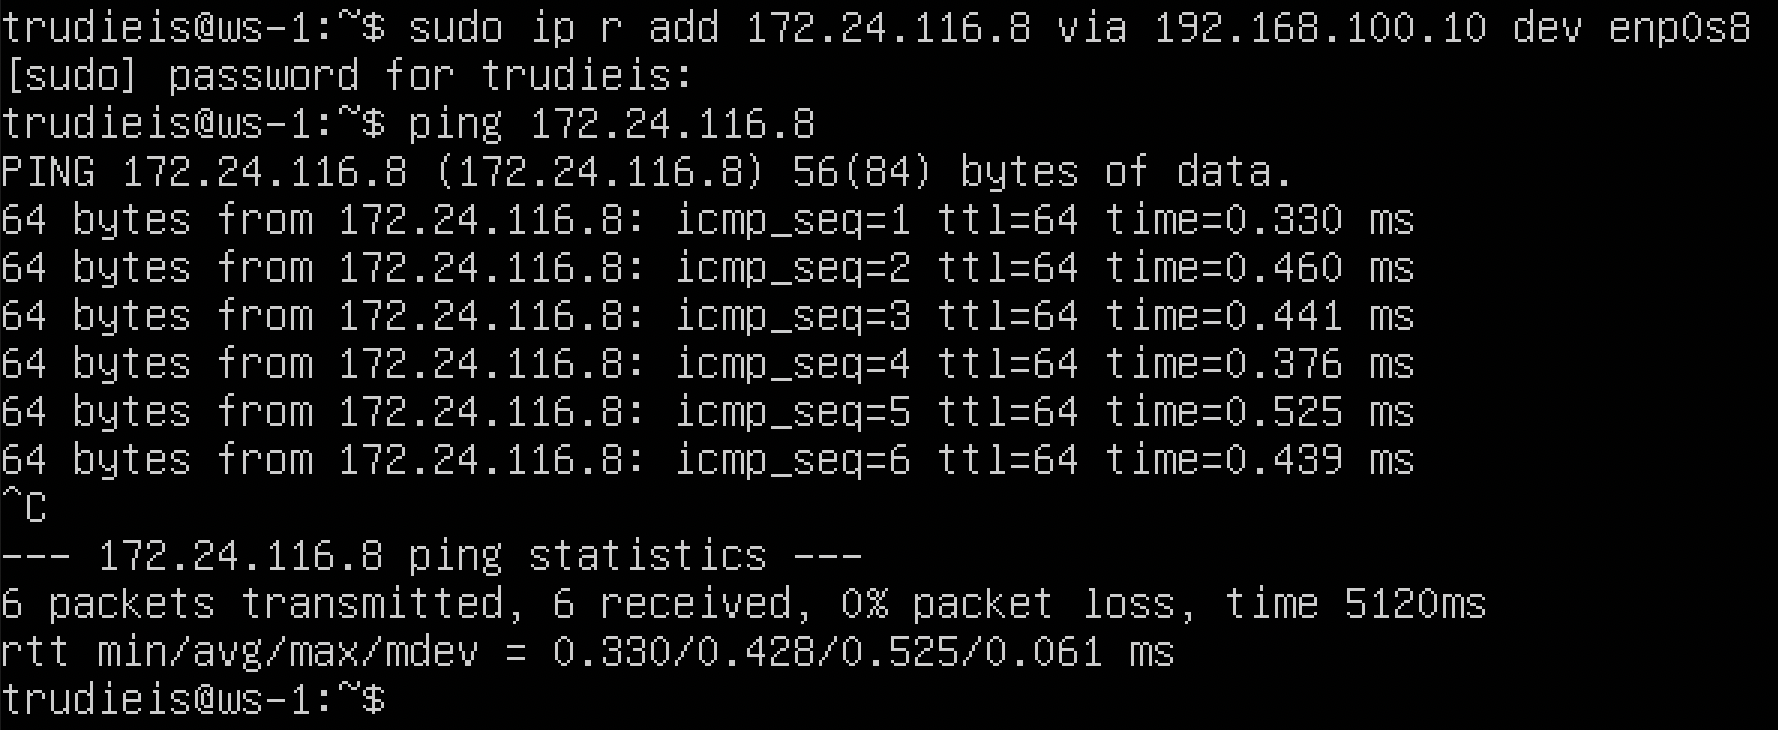 trudieis@ws-1:~$ sudo ip r add 172.24.116.8 via 192.168.100.10 dev enp0s8
[sudo] password for trudieis:
trudieis@ws-1:~$ ping 172.24.116.8
PING 172.24.116.8 (172.24.116.8) 56(84) bytes of data.
64 bytes from 172.24.116.8: icmp_seq=1 ttl=64 time=0.330 ms
64 bytes from 172.24.116.8: icmp_seq=2 ttl=64 time=0.460 ms
64 bytes from 172.24.116.8: icmp_seq=3 ttl=64 time=0.441 ms
64 bytes from 172.24.116.8: icmp_seq=4 ttl=64 time=0.376 ms
64 bytes from 172.24.116.8: icmp_seq=5 ttl=64 time=0.525 ms
64 bytes from 172.24.116.8: icmp_seq=6 ttl=64 time=0.439 ms
^C
--- 172.24.116.8 ping statistics ---
6 packets transmitted, 6 received, 0% packet loss, time 5120ms
rtt min/avg/max/mdev = 0.330/0.428/0.525/0.061 ms
trudieis@ws-1:~$